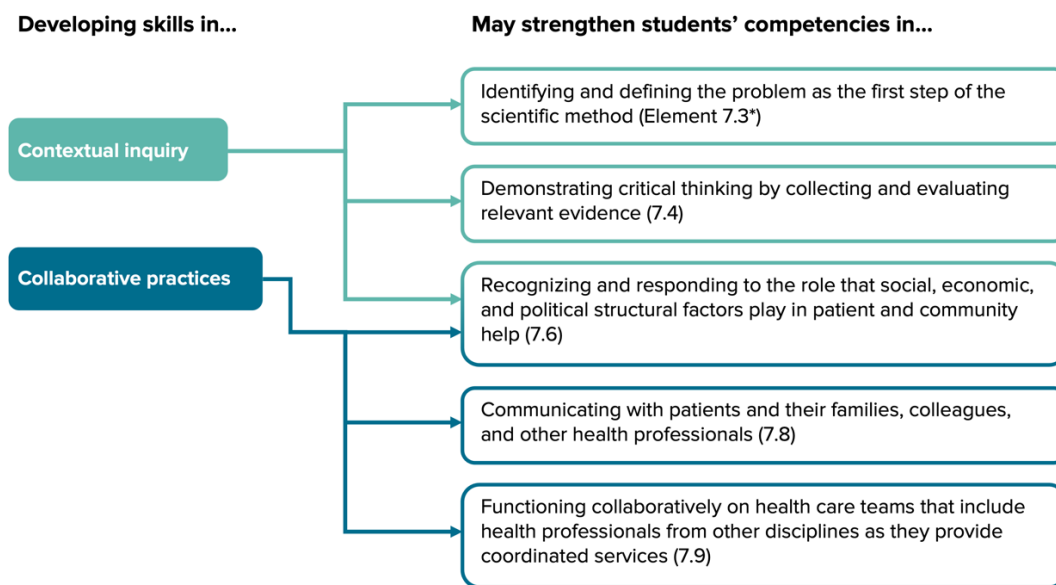 Developing skills in...
May strengthen students’ competencies in...
Contextual inquiry
Identifying and defining the problem as the first step of the
scientific method (Element 7.3*)
Demonstrating critical thinking by collecting and evaluating
relevant evidence (7.4)
Collaborative practices
Recognizing and responding to the role that social, economic,
and political structural factors play in patient and community
help (7.6)
Communicating with patients and their families, colleagues,
and other health professionals (7.8)
Functioning collaboratively on health care teams that include
health professionals from other disciplines as they provide
coordinated services (7.9)